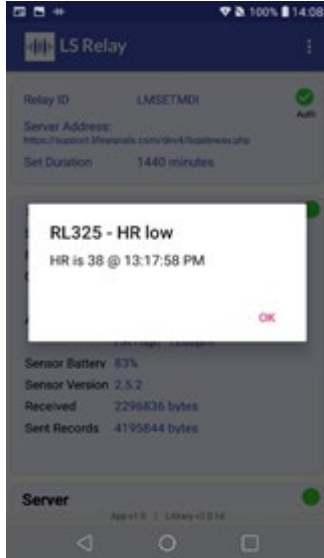 100% 14:08
LS Relay
Relay ID LMSETMDI
Auth
Server Address:
Set Duration 1440 minutes
RL325 - HR low
HR is 38 @ 13:17:58 PM
OK
Sensor Battery 83%
Sensor Version 2.5.2
Received 2296836 bytes
Sent Records 4195844 bytes
Server